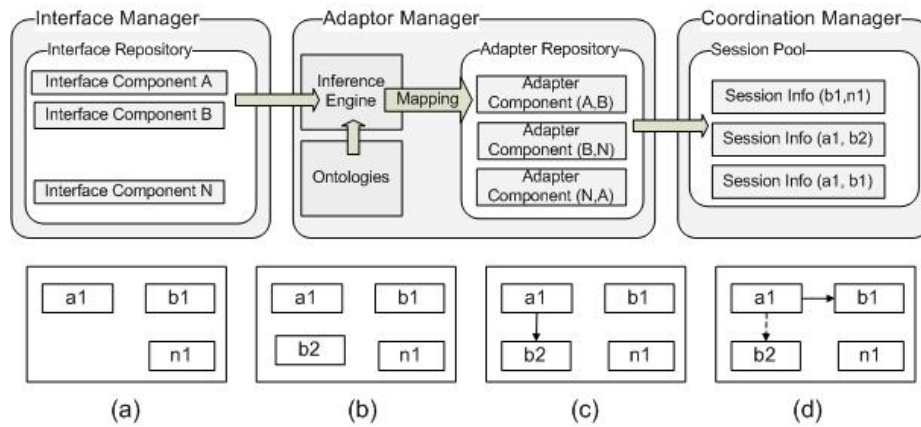 Interface Manager
Interface Repository
Interface Component A
Interface Component B
Interface Component N
Adaptor Manager
Inference
Engine
Ontologies
Mapping
Adapter Repository
Adapter
Component (A,B)
Adapter
Component (B,N)
Adapter
Component (N,A)
Coordination Manager
Session Pool
Session Info (b1,n1)
Session Info (a1, b2)
Session Info (a1, b1)
a1
b1
n1
(a)
a1
b1
b2
n1
(b)
a1
b1
b2
n1
(c)
a1
b1
b2
n1
(d)